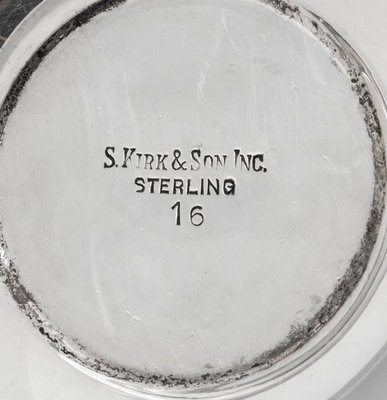 S. KIRK & SON INC.
STERLING
16